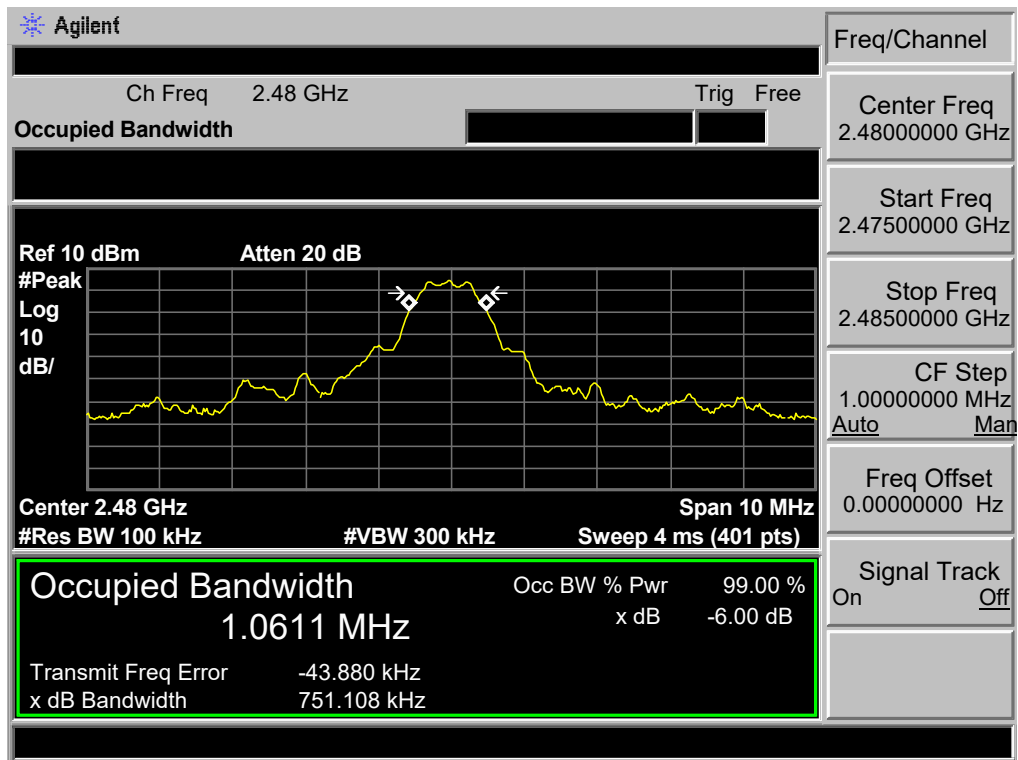 Agilent
Freq/Channel
Ch Freq 2.48 GHz Trig Free
Occupied Bandwidth
Center Freq
2.48000000 GHz
Start Freq
2.47500000 GHz
Stop Freq
2.48500000 GHz
CF Step
1.00000000 MHz
Auto Man
Freq Offset
0.00000000 Hz
Signal Track
On Off
Ref 10 dBm Atten 20 dB
#Peak
Log
10
dB/
Center 2.48 GHz Span 10 MHz
#Res BW 100 kHz #VBW 300 kHz Sweep 4 ms (401 pts)
Occupied Bandwidth Occ BW % Pwr 99.00 %
1.0611 MHz x dB -6.00 dB
Transmit Freq Error -43.880 kHz
x dB Bandwidth 751.108 kHz